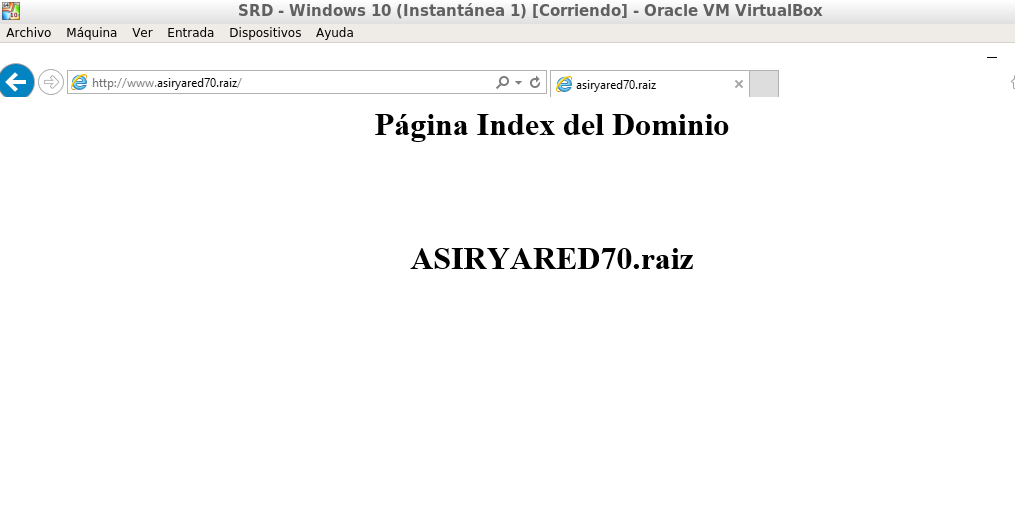 SRD - Windows 10 (Instantánea 1) [Corriendo] - Oracle VM VirtualBox
Archivo Máquina Ver Entrada Dispositivos Ayuda
http://www.asiryared70.raiz/ asiryared70.raiz
Página Index del Dominio
ASIRYARED70.raiz